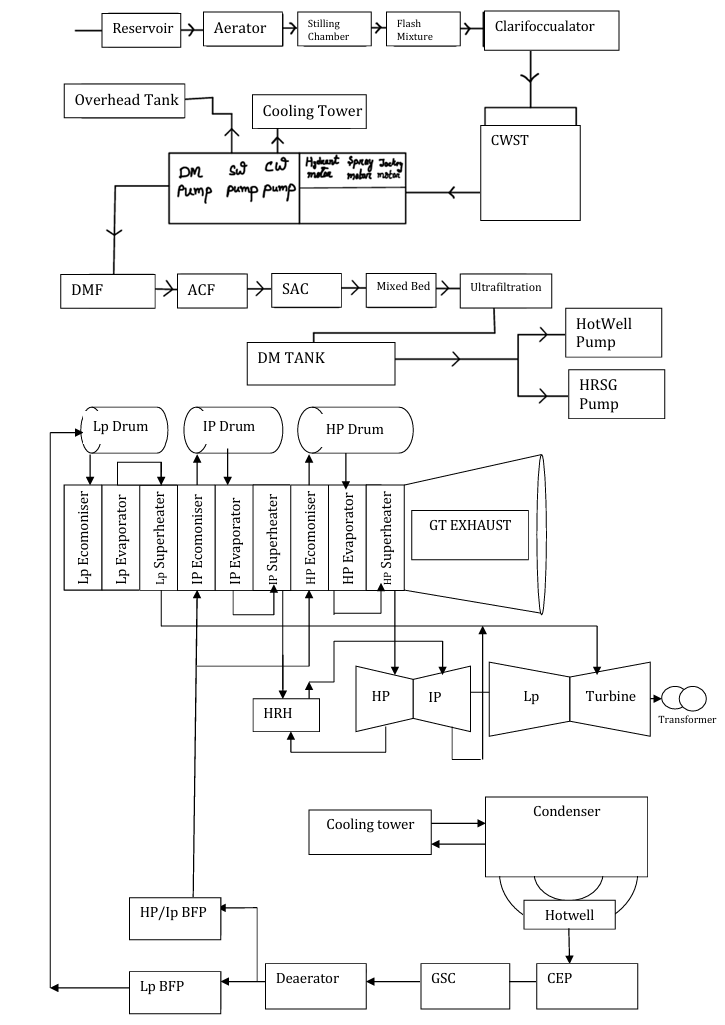 Reservoir
Aerator
Stilling
Chamber
Flash
Mixture
Clarifoccualator
Overhead Tank
Cooling Tower
CWST
DM
Pump
SW
pump
CW
pump
Hydrant
motor
Spray
motor
Jockey
motor
DMF
ACF
SAC
Mixed Bed
Ultrafiltration
DM TANK
HotWell
Pump
HRSG
Pump
Lp Drum
IP Drum
HP Drum
Lp Ecomoniser
Lp Evaporator
Lp Superheater
IP Ecomoniser
IP Evaporator
IP Superheater
HP Ecomoniser
HP Evaporator
HP Superheater
GT EXHAUST
HRH
HP
IP
Lp
Turbine
Transformer
Cooling tower
Condenser
Hotwell
HP/Ip BFP
Lp BFP
Deaerator
GSC
CEP